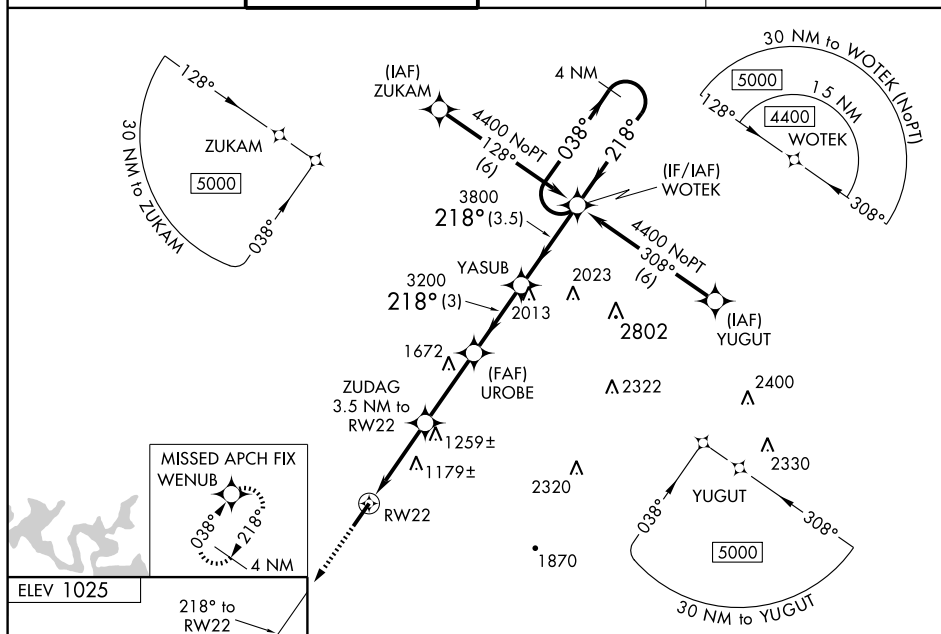 128°
ZUKAM
5000
30 NM to ZUKAM
038°
(IAF)
ZUKAM
4400 NoPT
128°
(6)
4 NM
038°
218°
(IF/IAF)
WOTEK
30 NM to WOTEK (NoPT)
5000
15 NM
4400
128°
WOTEK
308°
3800
218° (3.5)
4400 NoPT
308°
(6)
(IAF)
YUGUT
YASUB
3200
218° (3)
2013
2023
2802
1672
(FAF)
UROBE
2322
2400
ZUDAG
3.5 NM to
RW22
1259±
1179±
2320
2330
RW22
1870
YUGUT
038°
308°
5000
30 NM to YUGUT
MISSED APCH FIX
WENUB
038°
218°
4 NM
ELEV 1025
218° to
RW22